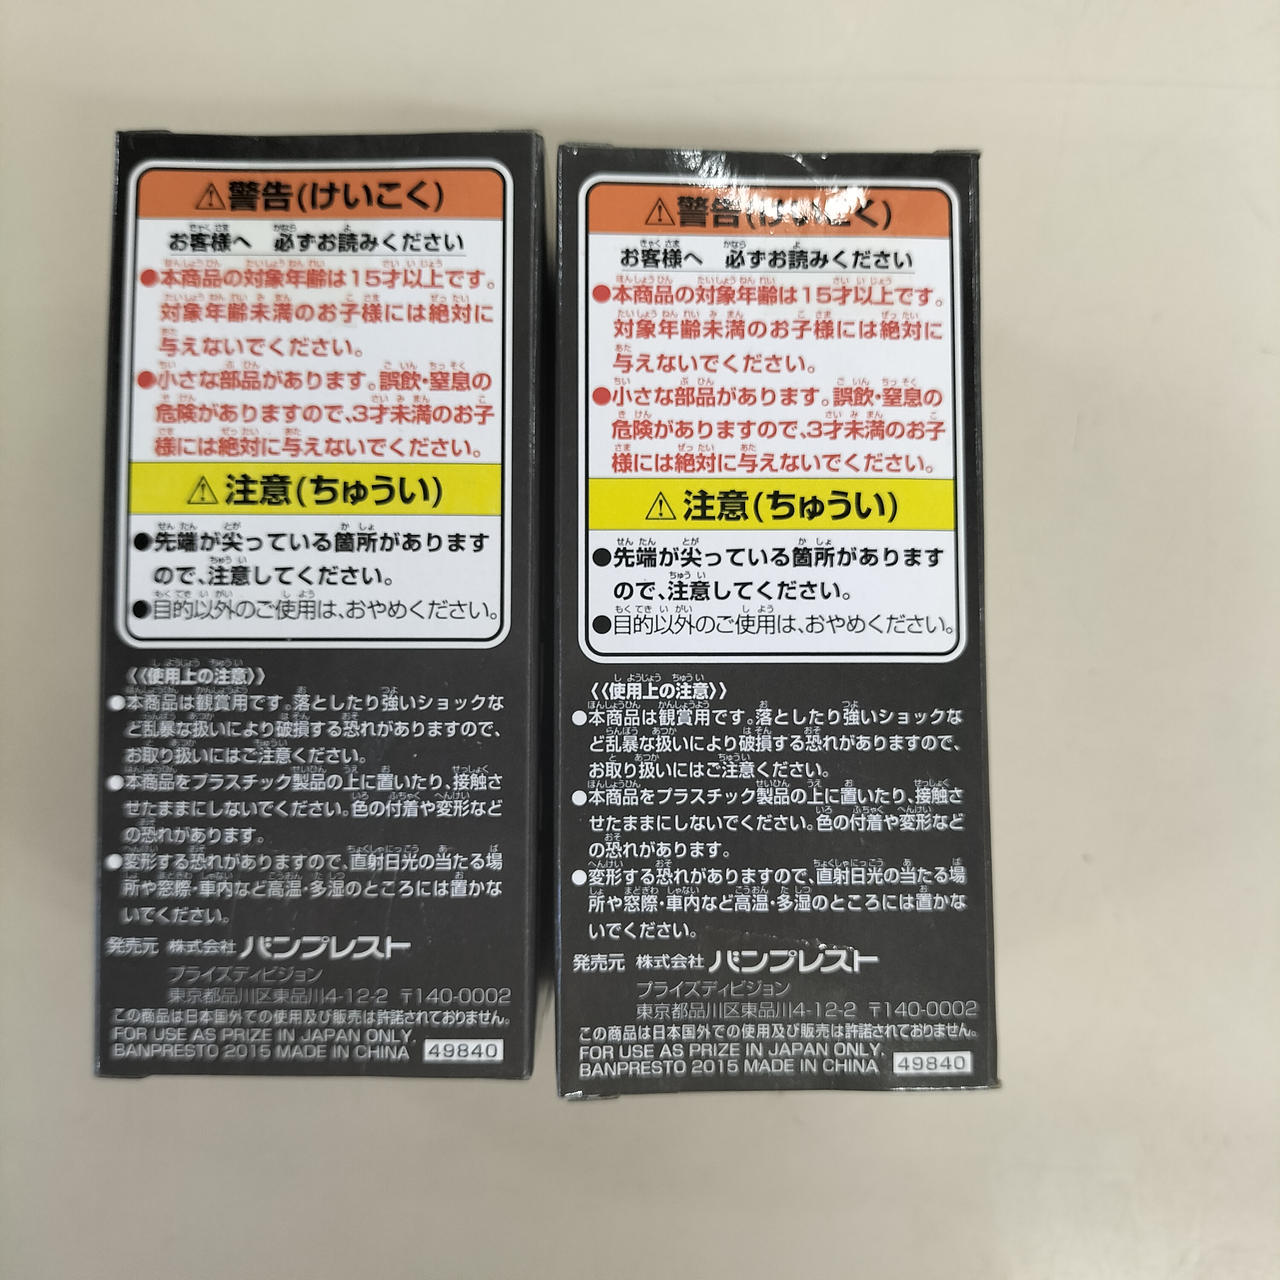 ⚠警告(けいこく)
お客様へ 必ずお読みください
●本商品の対象年齢は15才以上です。
対象年齢未満のお子様には絶対に
与えないでください。
●小さな部品があります。誤飲・窒息の
危険がありますので、3才未満のお子
様には絶対に与えないでください。
⚠注意(ちゅうい)
●先端が尖っている箇所があります
ので、注意してください。
●目的以外のご使用は、おやめください。
《使用上の注意》
●本商品は観賞用です。落としたり強いショックな
ど乱暴な扱いにより破損する恐れがありますので、
お取り扱いにはご注意ください。
●本商品をプラスチック製品の上に置いたり、接触さ
せたままにしないでください。色の付着や変形など
の恐れがあります。
●変形する恐れがありますので、直射日光の当たる場
所や窓際・車内など高温・多湿のところには置かな
いでください。
発売元 株式会社 バンプレスト
プライズディビジョン
東京都品川区東品川4-12-2 〒140-0002
この商品は日本国外での使用及び販売は許諾されておりません。
FOR USE AS PRIZE IN JAPAN ONLY.
BANPRESTO 2015 MADE IN CHINA 49840
⚠警告(けいこく)
お客様へ 必ずお読みください
●本商品の対象年齢は15才以上です。
対象年齢未満のお子様には絶対に
与えないでください。
●小さな部品があります。誤飲・窒息の
危険がありますので、3才未満のお子
様には絶対に与えないでください。
⚠注意(ちゅうい)
●先端が尖っている箇所があります
ので、注意してください。
●目的以外のご使用は、おやめください。
《使用上の注意》
●本商品は観賞用です。落としたり強いショックな
ど乱暴な扱いにより破損する恐れがありますので、
お取り扱いにはご注意ください。
●本商品をプラスチック製品の上に置いたり、接触さ
せたままにしないでください。色の付着や変形など
の恐れがあります。
●変形する恐れがありますので、直射日光の当たる場
所や窓際・車内など高温・多湿のところには置かな
いでください。
発売元 株式会社 バンプレスト
プライズディビジョン
東京都品川区東品川4-12-2 〒140-0002
この商品は日本国外での使用及び販売は許諾されておりません。
FOR USE AS PRIZE IN JAPAN ONLY.
BANPRESTO 2015 MADE IN CHINA 49840